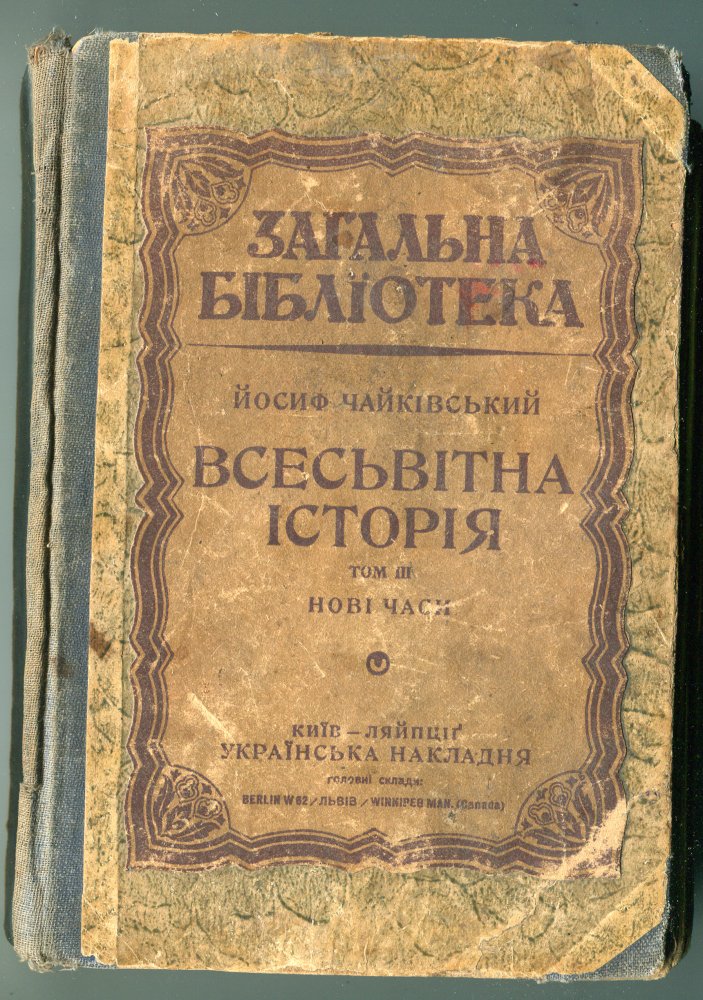 ЗАГАЛЬНА
БІБЛІОТЕКА
ЙОСИФ ЧАЙКІВСЬКИЙ
ВСЕСЬВІТНА
ІСТОРІЯ
ТОМ III
НОВІ ЧАСИ
КИЇВ – ЛЯЙПЦІҐ
УКРАЇНСЬКА НАКЛАДНЯ
головні склади:
BERLIN W 62 / ЛЬВІВ / WINNIPEG MAN. (Canada)